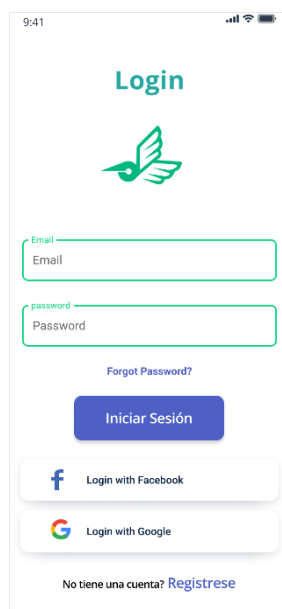 9:41
Login
Email
Email
password
Password
Forgot Password?
Iniciar Sesión
Login with Facebook
Login with Google
No tiene una cuenta? Registrese